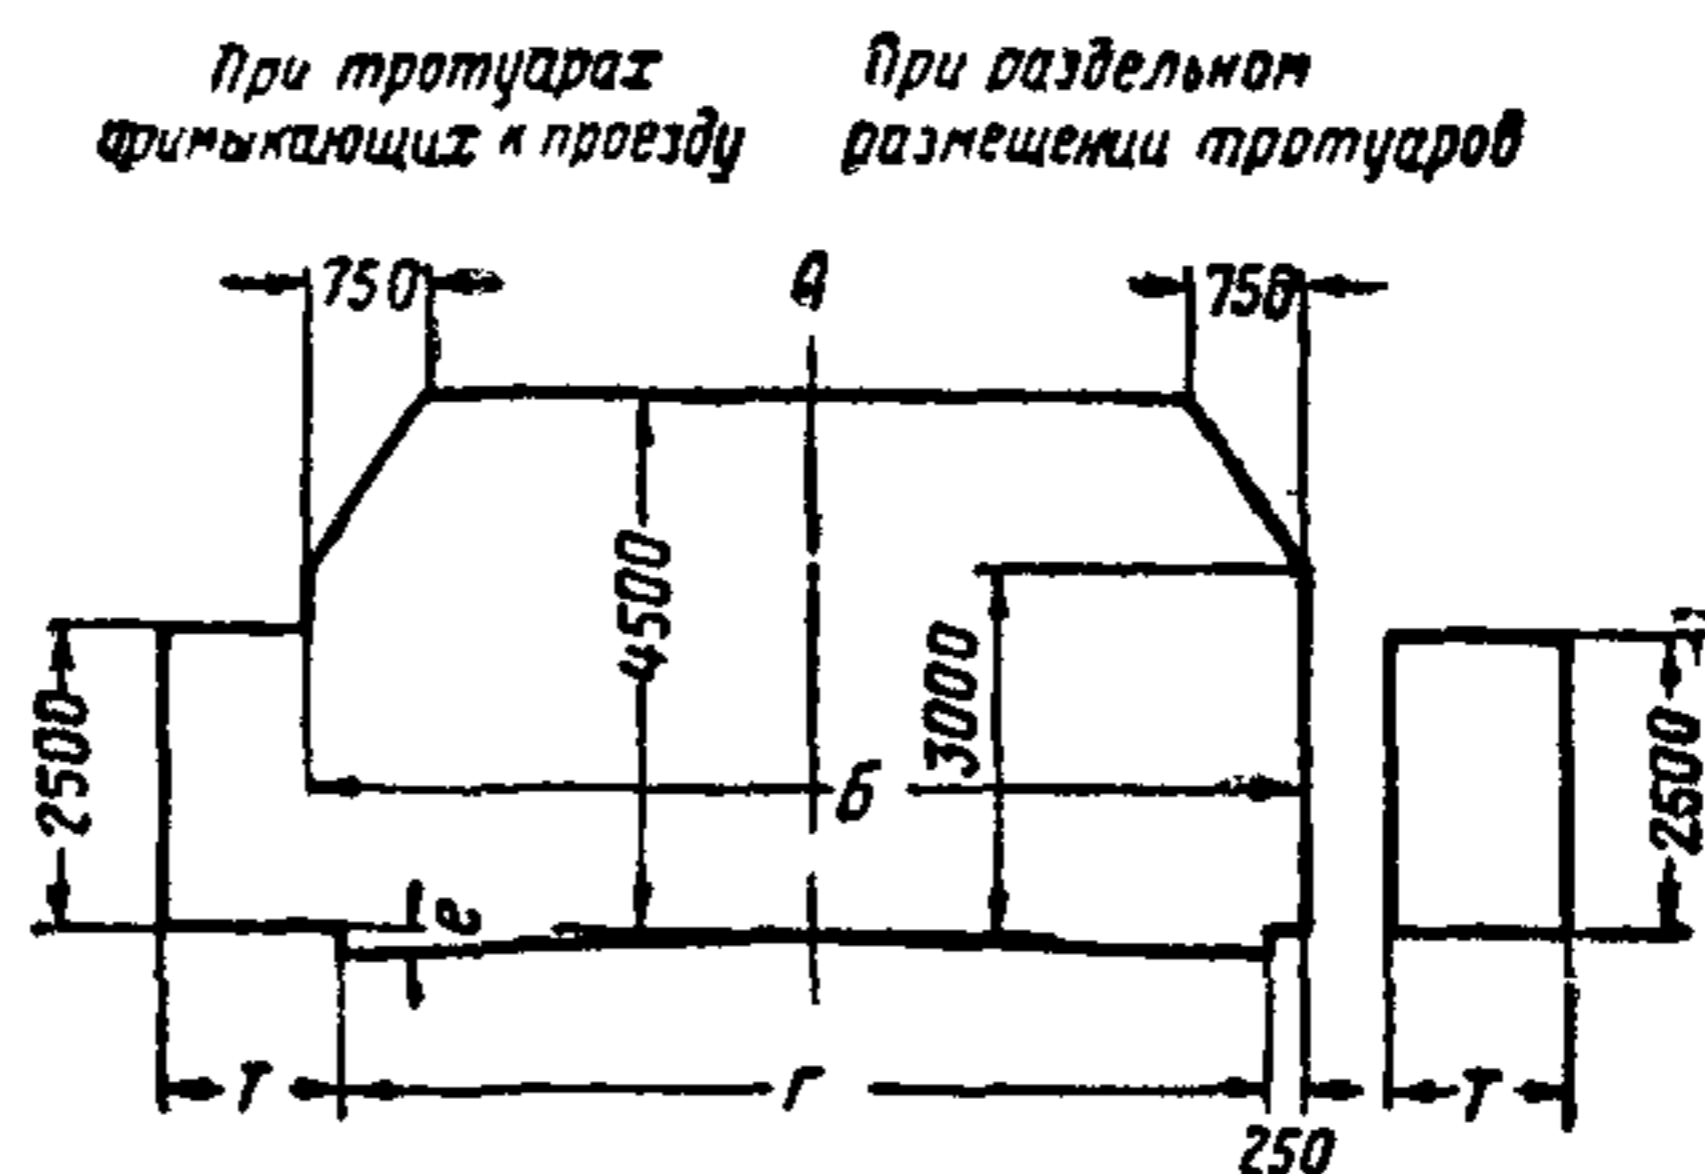 При тротуарах
примыкающих к проезду
При раздельном
размещении тротуаров
750
А
750
4500
3000
2500
2500
Б
е
Т
Г
Т
250